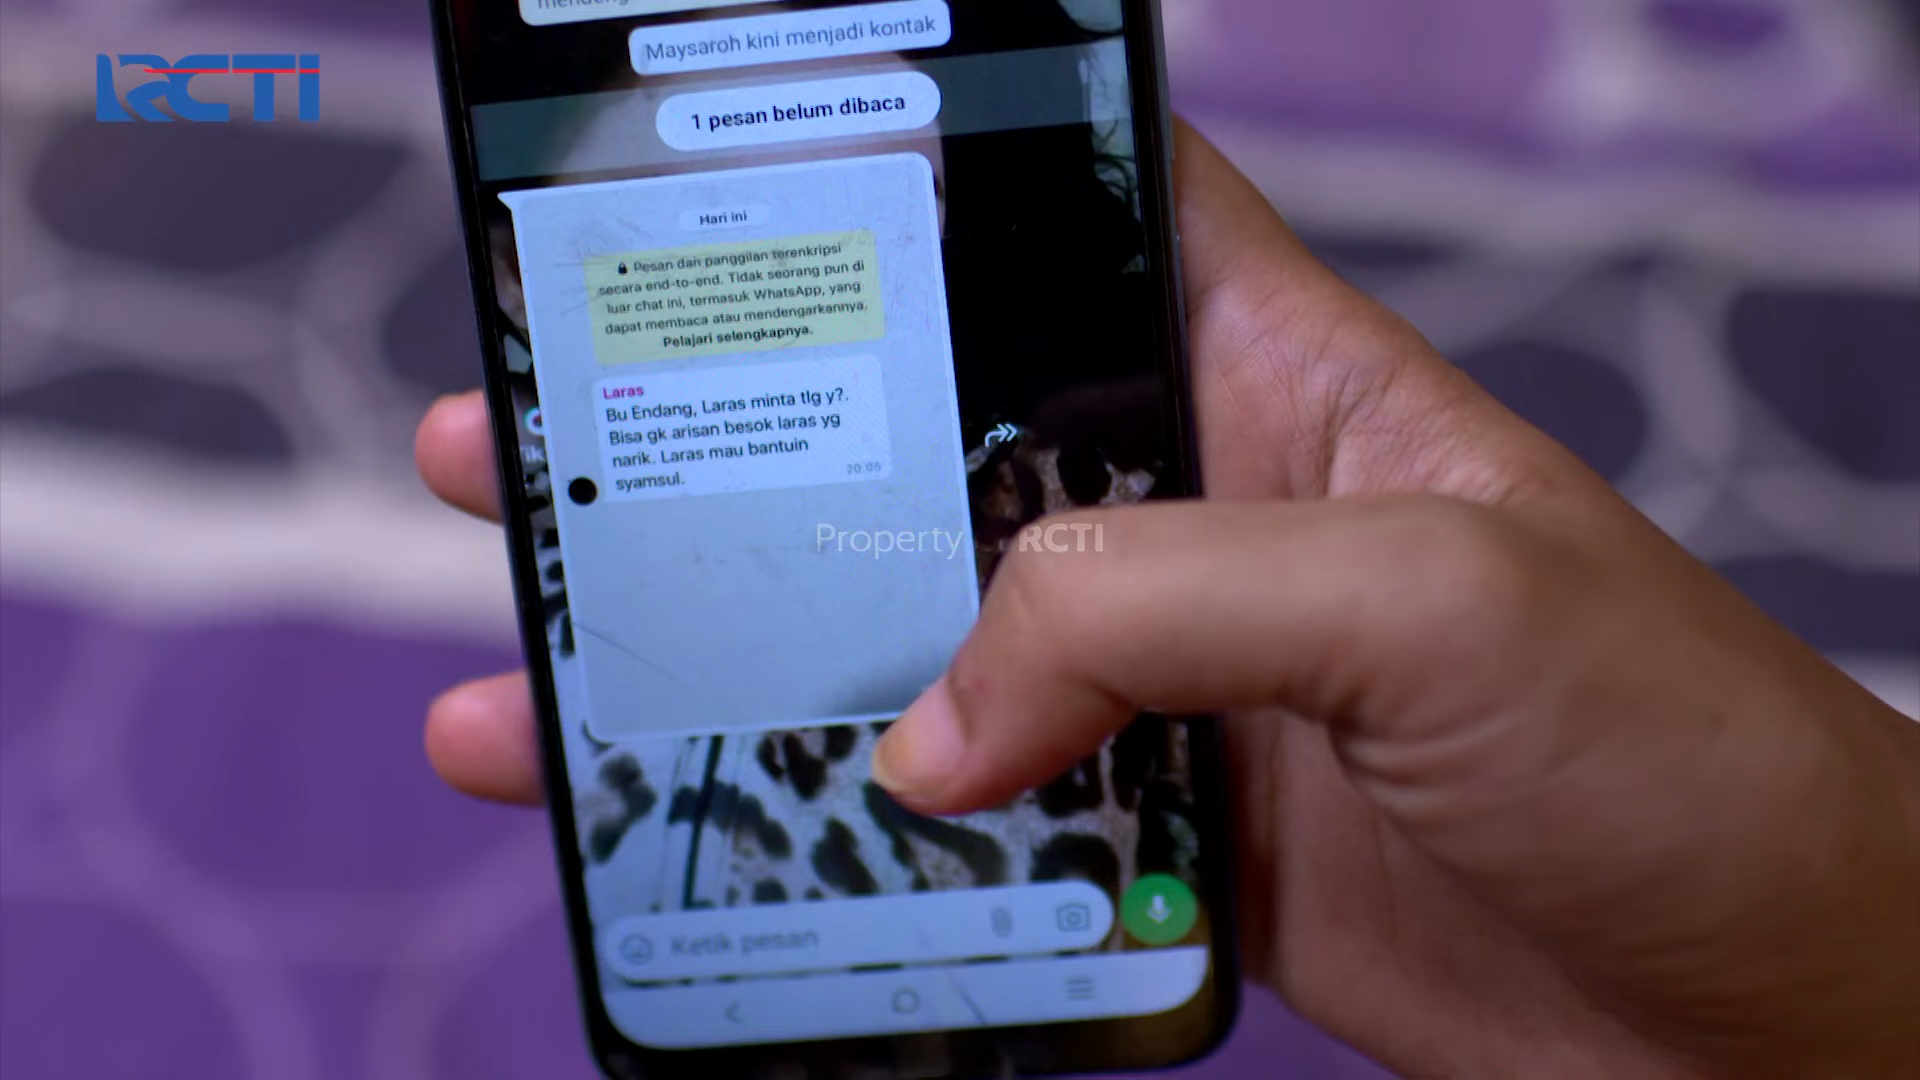 RCTI
Maysaroh kini menjadi kontak
1 pesan belum dibaca
Hari ini
Pesan dan panggilan terenkripsi
secara end-to-end. Tidak seorang pun di
luar chat ini, termasuk WhatsApp, yang
dapat membaca atau mendengarkannya.
Pelajari selengkapnya.
Laras
Bu Endang, Laras minta tlg y?.
Bisa gk arisan besok laras yg
narik. Laras mau bantuin
syamsul.
20.05
Property RCTI
Ketik pesan